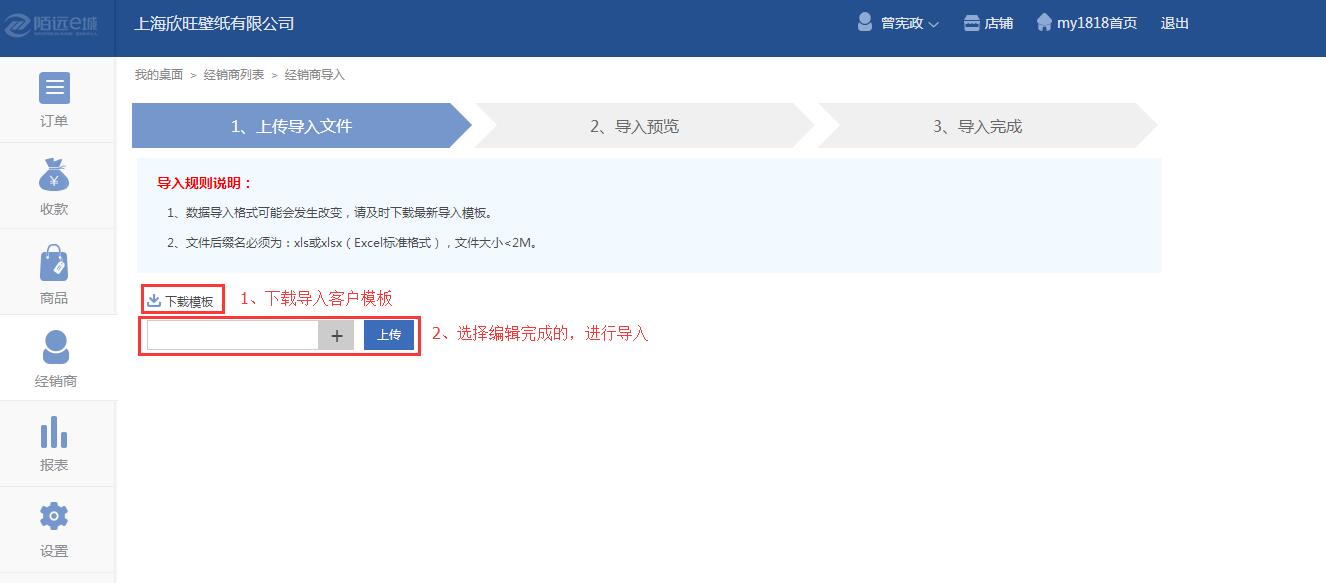 陌远e城
上海欣旺壁纸有限公司
曾宪政
店铺
my1818首页
退出
我的桌面 > 经销商列表 > 经销商导入
订单
收款
商品
经销商
报表
设置
1、上传导入文件
2、导入预览
3、导入完成
导入规则说明：
1、数据导入格式可能会发生改变，请及时下载最新导入模板。
2、文件后缀名必须为：xls或xlsx（Excel标准格式），文件大小<2M。
下载模板
1、下载导入客户模板
+
上传
2、选择编辑完成的，进行导入